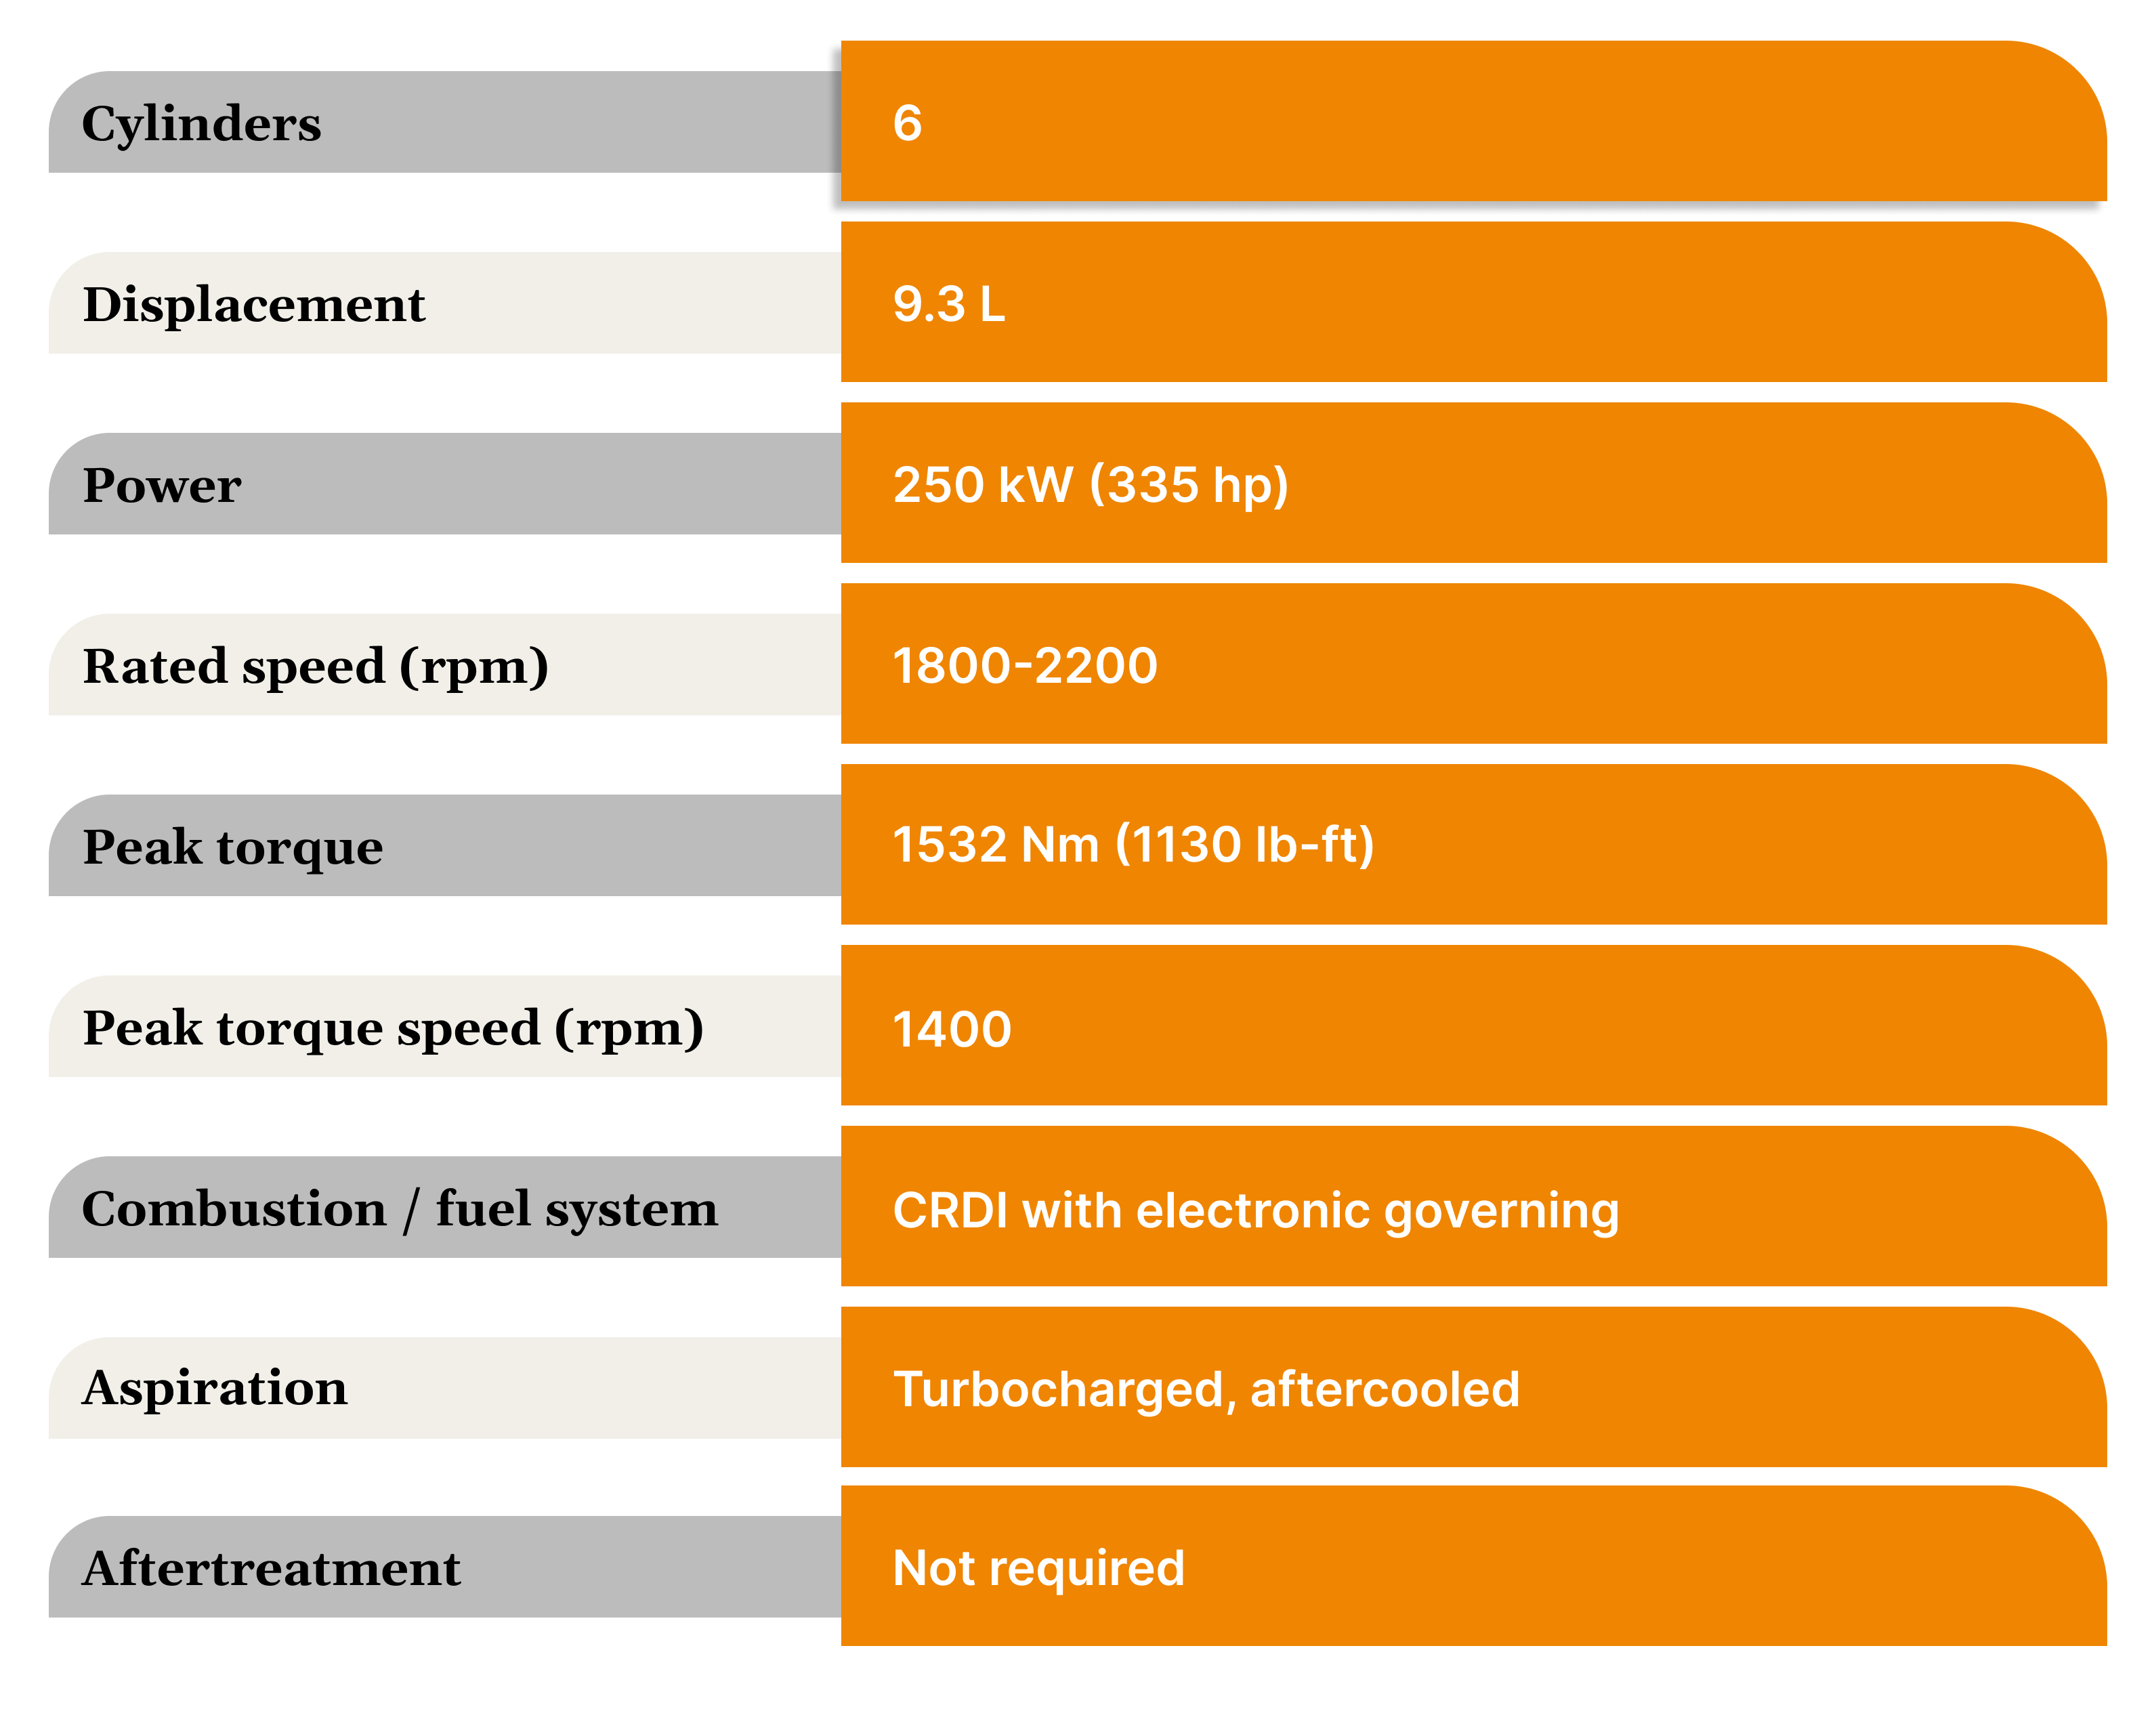 Cylinders 6
Displacement 9.3 L
Power 250 kW (335 hp)
Rated speed (rpm) 1800-2200
Peak torque 1532 Nm (1130 lb-ft)
Peak torque speed (rpm) 1400
Combustion / fuel system CRDI with electronic governing
Aspiration Turbocharged, aftercooled
Aftertreatment Not required